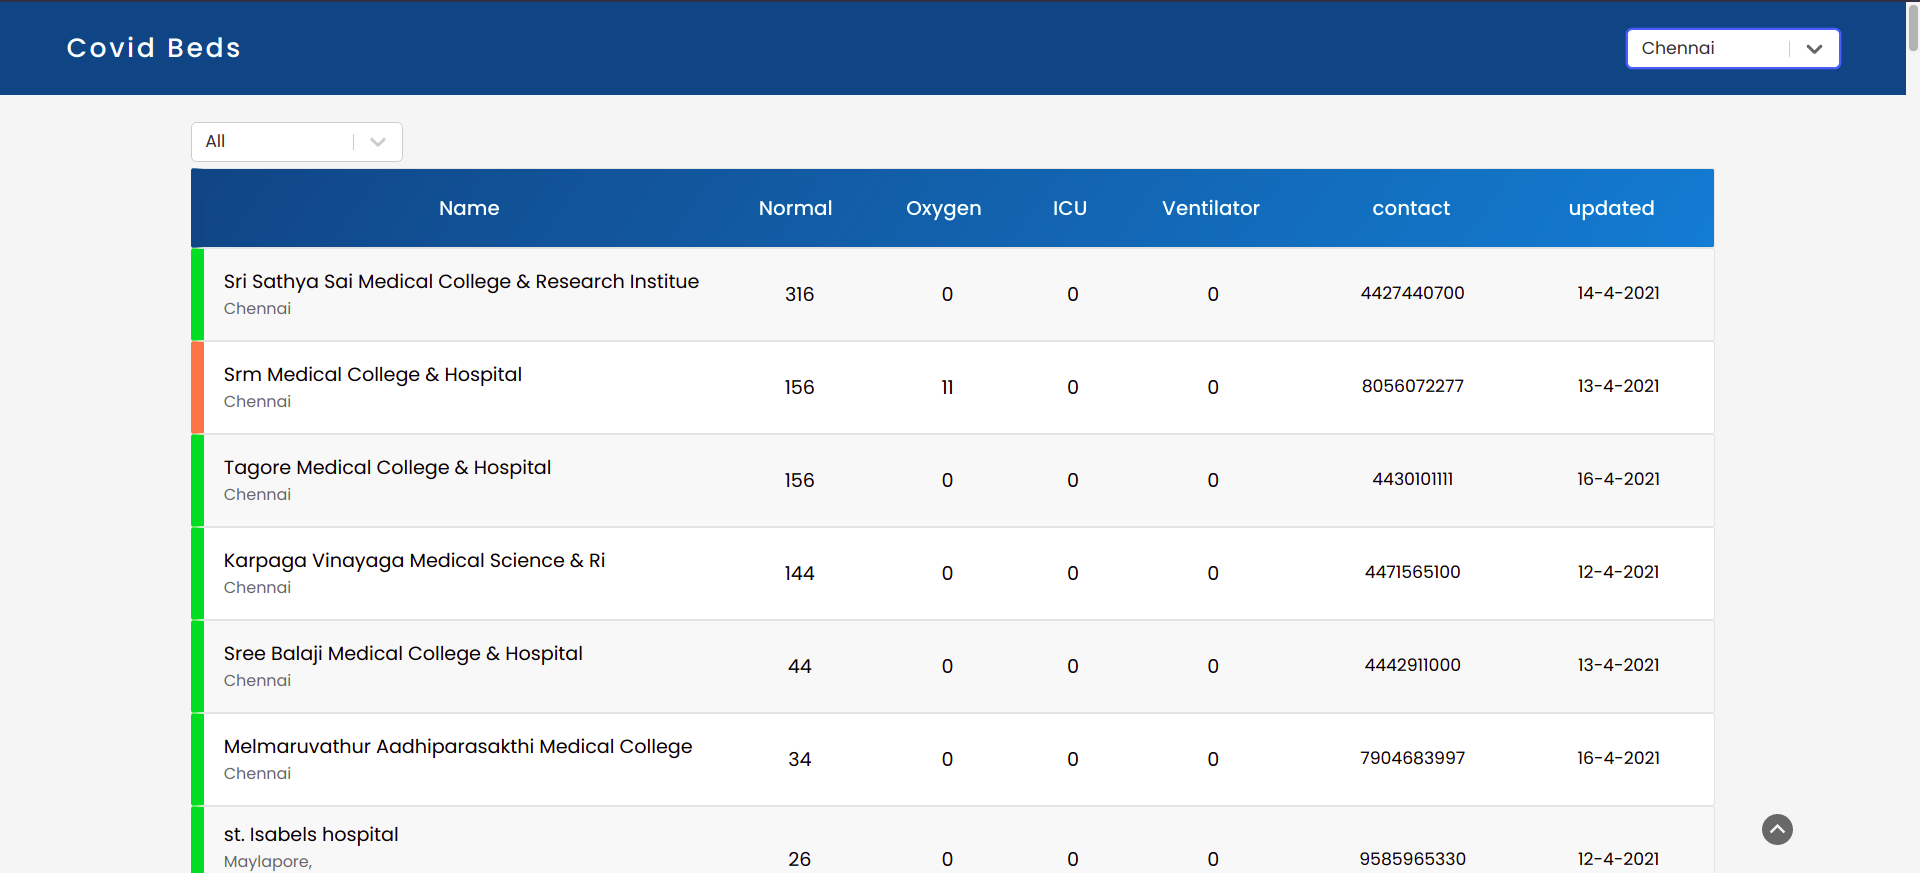 Covid Beds
Chennai
All
Name Normal Oxygen ICU Ventilator contact updated
Sri Sathya Sai Medical College & Research Institue
Chennai
316 0 0 0 4427440700 14-4-2021
Srm Medical College & Hospital
Chennai
156 11 0 0 8056072277 13-4-2021
Tagore Medical College & Hospital
Chennai
156 0 0 0 4430101111 16-4-2021
Karpaga Vinayaga Medical Science & Ri
Chennai
144 0 0 0 4471565100 12-4-2021
Sree Balaji Medical College & Hospital
Chennai
44 0 0 0 4442911000 13-4-2021
Melmaruvathur Aadhiparasakthi Medical College
Chennai
34 0 0 0 7904683997 16-4-2021
st. Isabels hospital
Maylapore,
26 0 0 0 9585965330 12-4-2021